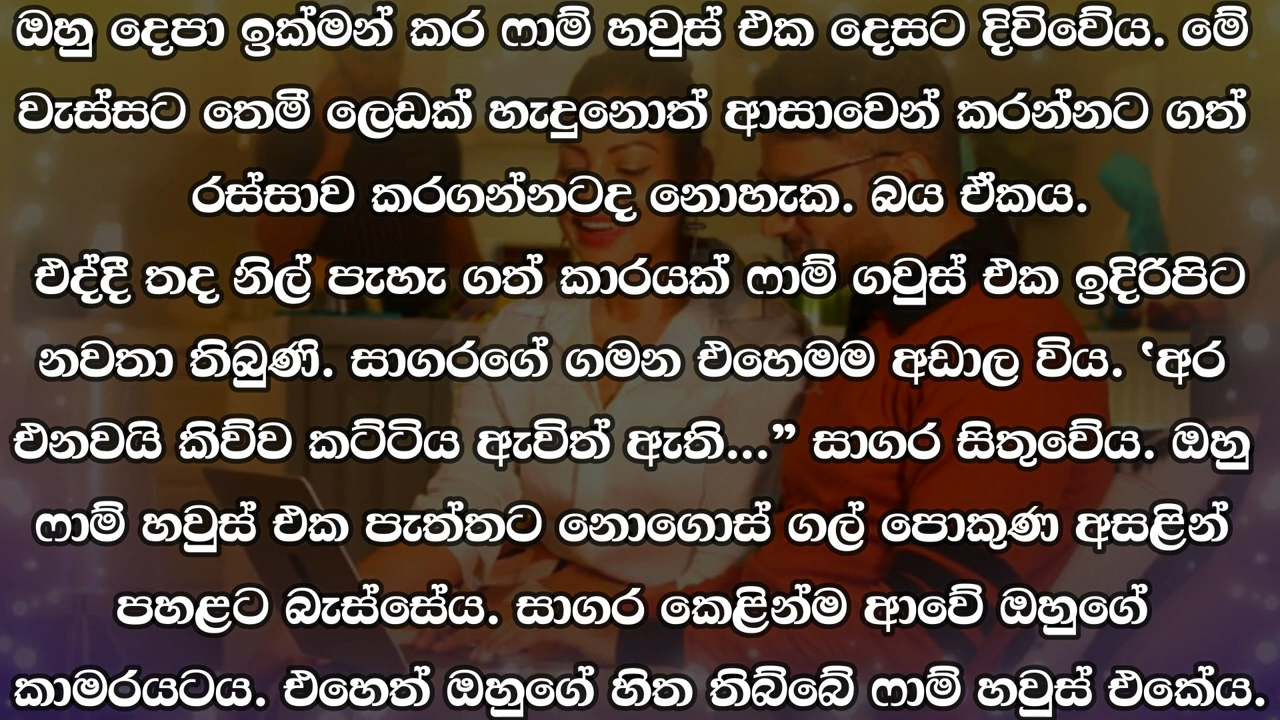 ඔහු දෙපා ඉක්මන් කර ෆාම් හවුස් එක දෙසට දිවිවේය. මේ
වැස්සට තෙමී ලෙඩක් හැදුනොත් ආසාවෙන් කරන්නට ගත්
රස්සාව කරගන්නටද නොහැක. බය ඒකය.
එද්දී තද නිල් පැහැ ගත් කාරයක් ෆාම් ගවුස් එක ඉදිරිපිට
නවතා තිබුණි. සාගරගේ ගමන එහෙමම අඩාල විය. ‘අර
එනවයි කිව්ව කට්ටිය ඇවිත් ඇති...” සාගර සිතුවේය. ඔහු
ෆාම් හවුස් එක පැත්තට නොගොස් ගල් පොකුණ අසළින්
පහළට බැස්සේය. සාගර කෙළින්ම ආවේ ඔහුගේ
කාමරයටය. එහෙත් ඔහුගේ හිත තිබ්බේ ෆාම් හවුස් එකේය.